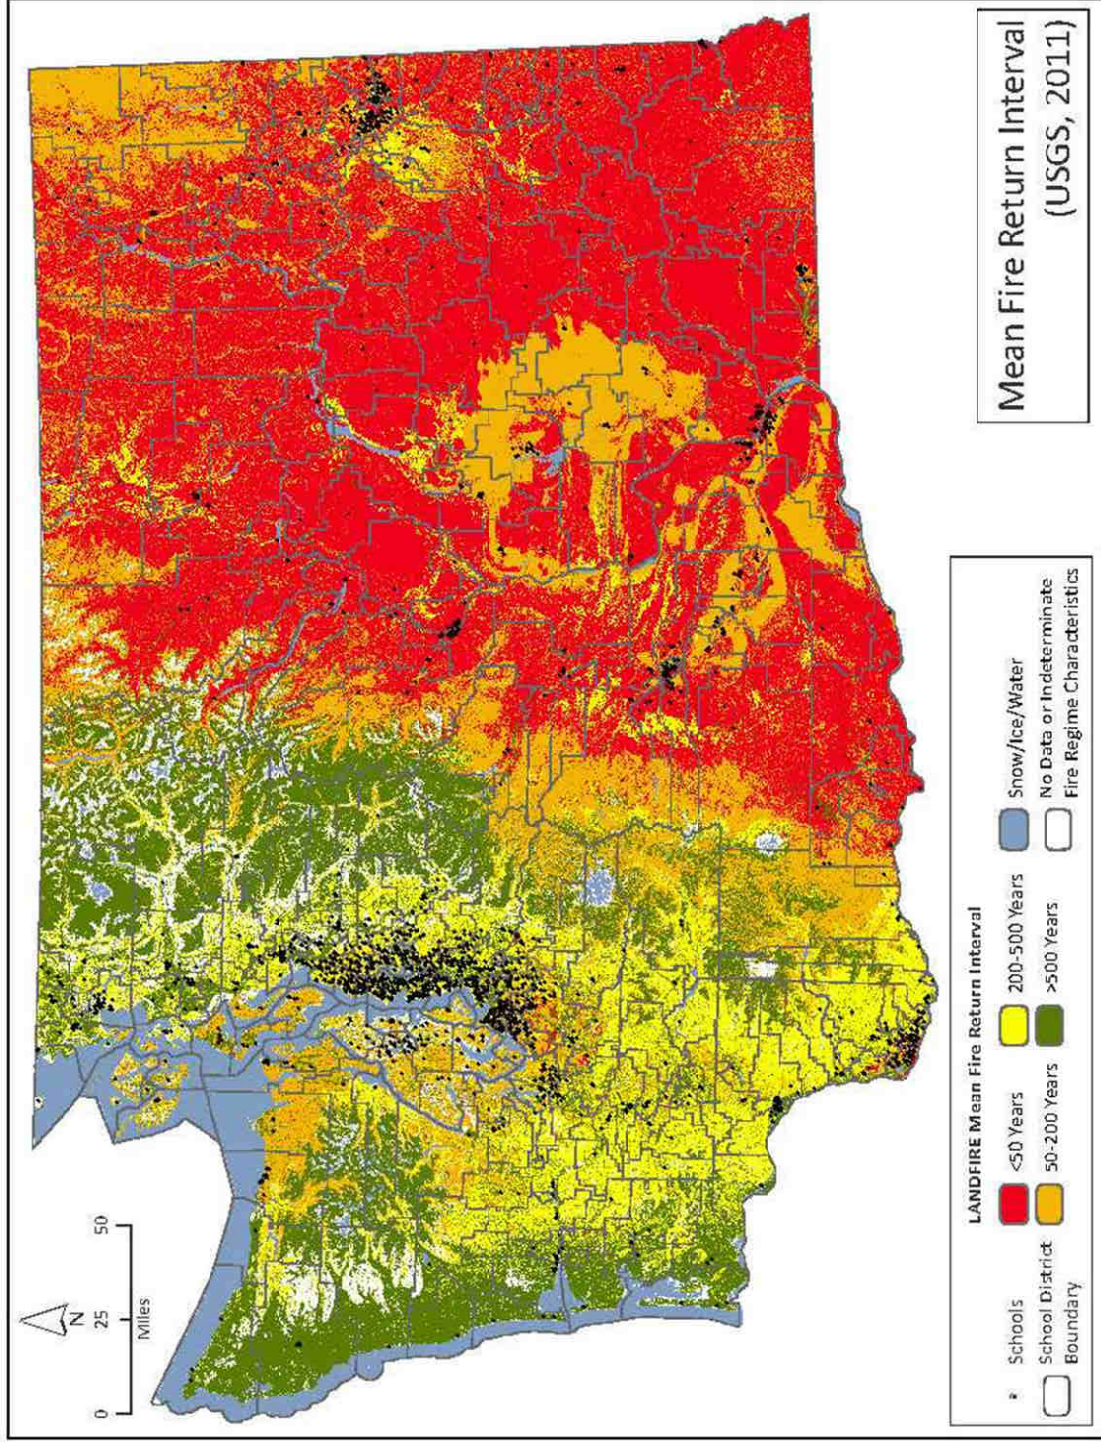 N
0 25 50
Miles
LANDFIRE Mean Fire Return Interval
Schools
School District
Boundary
<50 Years
50-200 Years
200-500 Years
>500 Years
Snow/Ice/Water
No Data or Indeterminate
Fire Regime Characteristics
Mean Fire Return Interval
(USGS, 2011)